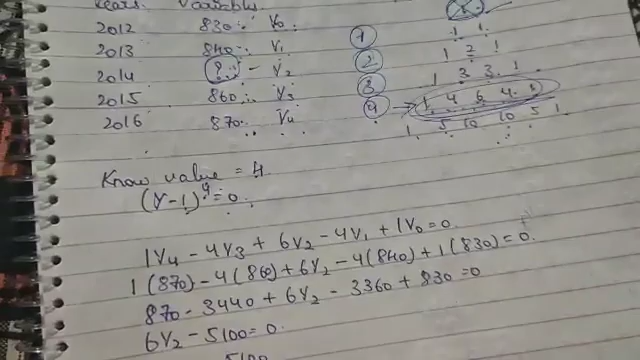 Years. Variable.
2012 830 V0 ① 1 1
2013 840 V1 ② 1 2 1
2014 ? - V2 ③ 1 3 3 1
2015 860 V3 ④ → 1 4 6 4 1
2016 870 V4 1 5 10 10 5 1
Know value = 4
(Y-1)⁴ = 0
1V4 - 4V3 + 6V2 - 4V1 + 1V0 = 0
1(870) - 4(860) + 6V2 - 4(840) + 1(830) = 0.
870 - 3440 + 6V2 - 3360 + 830 = 0
6V2 - 5100 = 0
5100